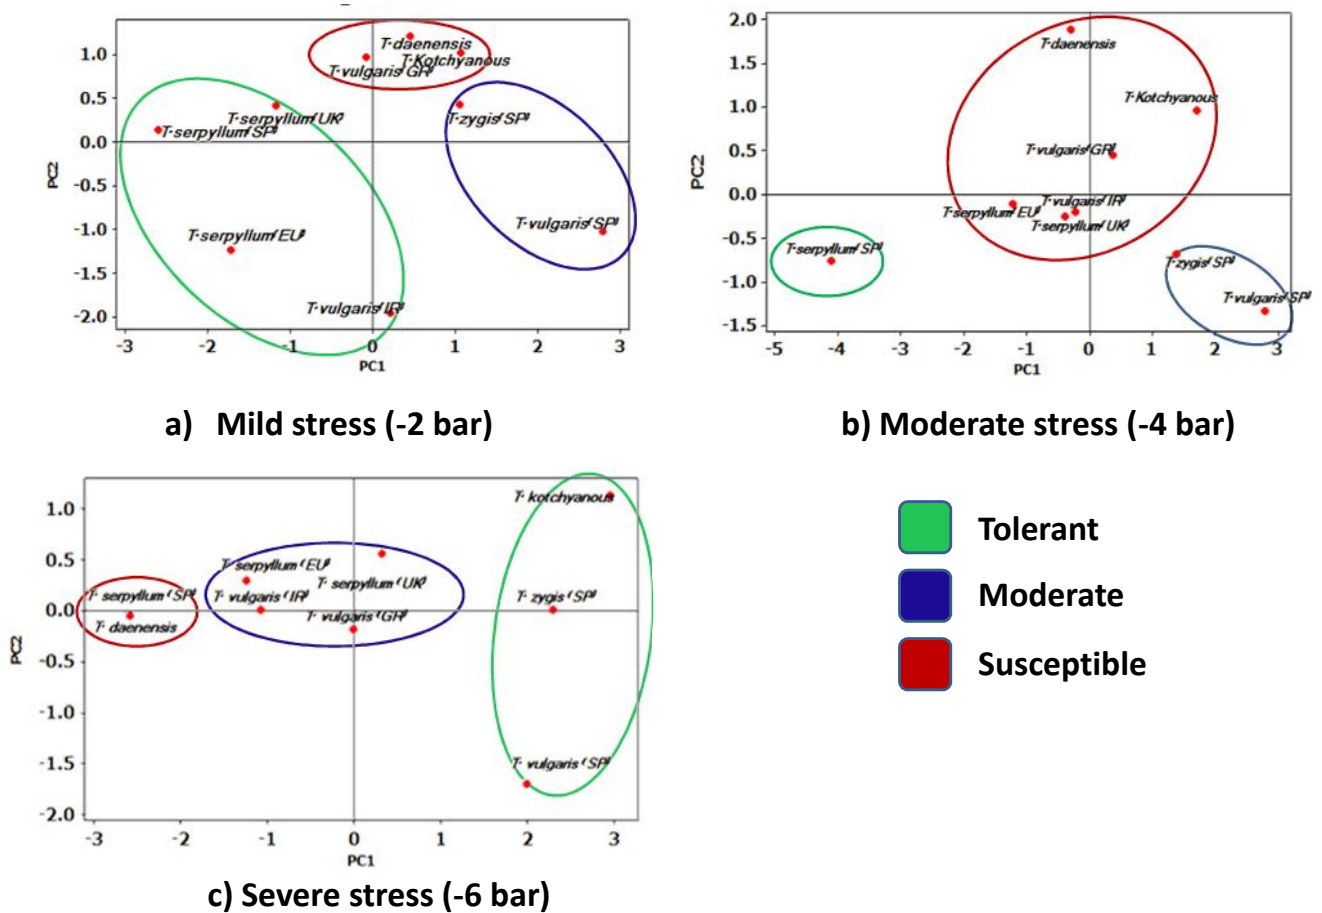 1.0
0.5
0.0
-0.5
-1.0
-1.5
-2.0
PC2
T·daenensis
T·Kotchyanous
T·vulgaris(GR)
T·serpyllum(UK)
T·serpyllum(SP)
T·zygis(SP)
T·vulgaris(SP)
T·serpyllum(EU)
T·vulgaris(IR)
-3 -2 -1 0 1 2 3
PC1
a) Mild stress (-2 bar)
2.0
1.5
1.0
0.5
0.0
-0.5
-1.0
-1.5
PC2
T·daenensis
T·Kotchyanous
T·vulgaris(GR)
T·vulgaris(IR)
T·serpyllum(EU)
T·serpyllum(UK)
T·serpyllum(SP)
T·zygis(SP)
T·vulgaris(SP)
-5 -4 -3 -2 -1 0 1 2 3
PC1
b) Moderate stress (-4 bar)
1.0
0.5
0.0
-0.5
-1.0
-1.5
-2.0
PC2
T· kotchyanous
T· serpyllum (EU)
T· serpyllum (UK)
T· serpyllum (SP)
T· vulgaris (IR)
T· zygis (SP)
T· vulgaris (GR)
T· daenensis
T· vulgaris (SP)
-3 -2 -1 0 1 2 3
PC1
c) Severe stress (-6 bar)
Tolerant
Moderate
Susceptible